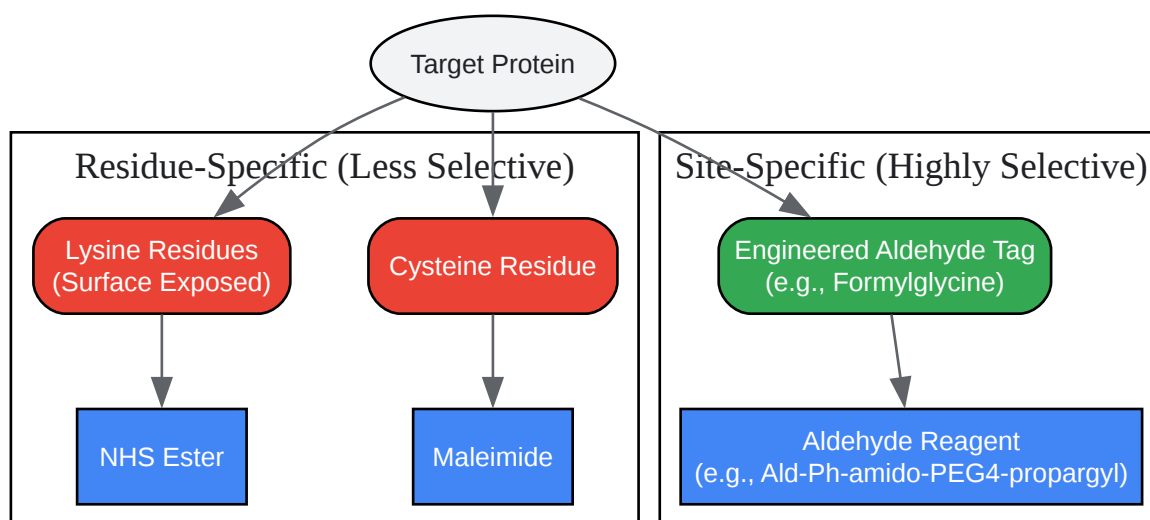 Target Protein
Residue-Specific (Less Selective)
Site-Specific (Highly Selective)
Lysine Residues
(Surface Exposed)
Cysteine Residue
Engineered Aldehyde Tag
(e.g., Formylglycine)
NHS Ester
Maleimide
Aldehyde Reagent
(e.g., Ald-Ph-amido-PEG4-propargyl)